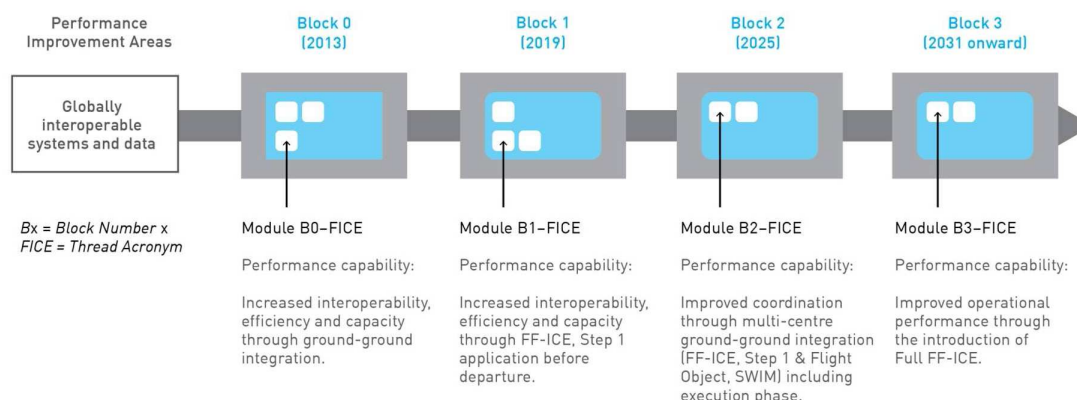 Performance
Improvement Areas
Block 0
(2013)
Block 1
(2019)
Block 2
(2025)
Block 3
(2031 onward)
Globally
interoperable
systems and data
Bx = Block Number x
FICE = Thread Acronym
Module B0–FICE
Performance capability:
Increased interoperability,
efficiency and capacity
through ground-ground
integration.
Module B1–FICE
Performance capability:
Increased interoperability,
efficiency and capacity
through FF-ICE, Step 1
application before
departure.
Module B2–FICE
Performance capability:
Improved coordination
through multi-centre
ground-ground integration
(FF-ICE, Step 1 & Flight
Object, SWIM) including
execution phase.
Module B3–FICE
Performance capability:
Improved operational
performance through
the introduction of
Full FF-ICE.